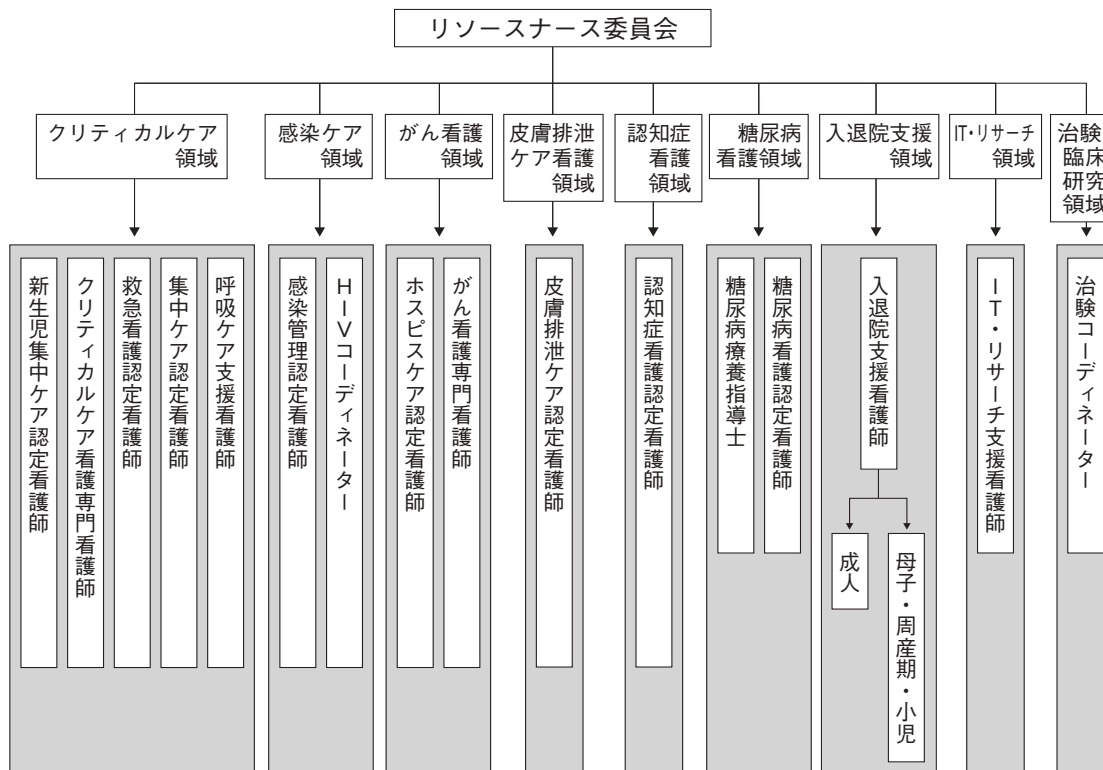 リソースナース委員会
クリティカルケア
領域
感染ケア
領域
がん看護
領域
皮膚排泄
ケア看護
領域
認知症
看護
領域
糖尿病
看護領域
入退院支援
領域
IT・リサーチ
領域
治験・
臨床
研究
領域
新生児集中ケア認定看護師
クリティカルケア看護専門看護師
救急看護認定看護師
集中ケア認定看護師
呼吸ケア支援看護師
感染管理認定看護師
HIVコーディネーター
ホスピスケア認定看護師
がん看護専門看護師
皮膚排泄ケア認定看護師
認知症看護認定看護師
糖尿病療養指導士
糖尿病看護認定看護師
入退院支援看護師
成人
母子・周産期・小児
IT・リサーチ支援看護師
治験コーディネーター